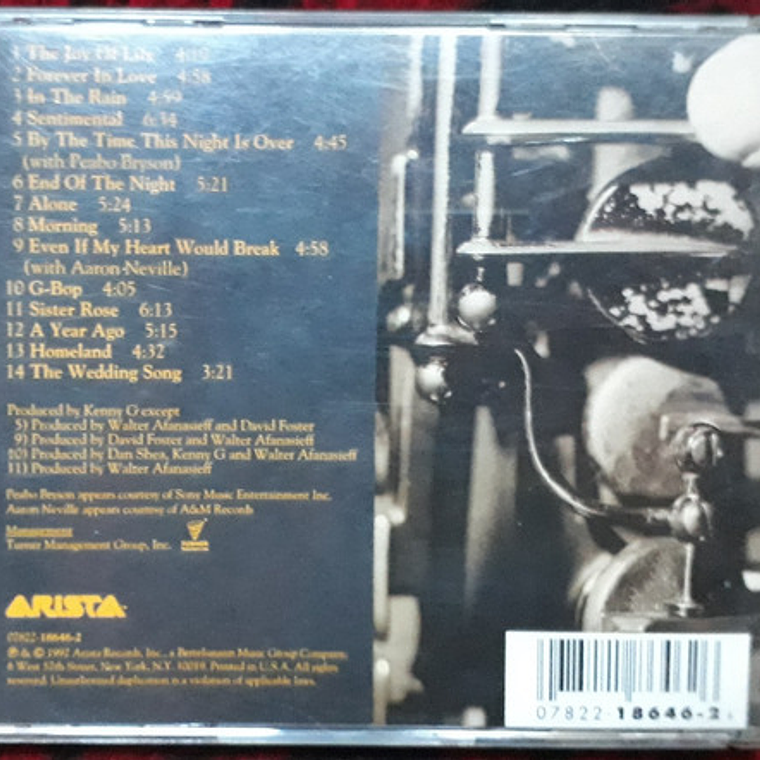 1 The Joy Of Life 4:12
2 Forever In Love 4:58
3 In The Rain 4:59
4 Sentimental 6:34
5 By The Time This Night Is Over 4:45
(with Peabo Bryson)
6 End Of The Night 5:21
7 Alone 5:24
8 Morning 5:13
9 Even If My Heart Would Break 4:58
(with Aaron Neville)
10 G-Bop 4:05
11 Sister Rose 6:13
12 A Year Ago 5:15
13 Homeland 4:32
14 The Wedding Song 3:21
Produced by Kenny G except
5) Produced by Walter Afanasieff and David Foster
9) Produced by David Foster and Walter Afanasieff
10) Produced by Dan Shea, Kenny G and Walter Afanasieff
11) Produced by Walter Afanasieff
Peabo Bryson appears courtesy of Sony Music Entertainment Inc.
Aaron Neville appears courtesy of A&M Records
Management
Turner Management Group, Inc.
ARISTA
07822-18646-2
℗ & © 1992 Arista Records, Inc., a Bertelsmann Music Group Company.
6 West 57th Street, New York, N.Y. 10019. Printed in U.S.A. All rights
reserved. Unauthorized duplication is a violation of applicable laws.
07822-18646-2